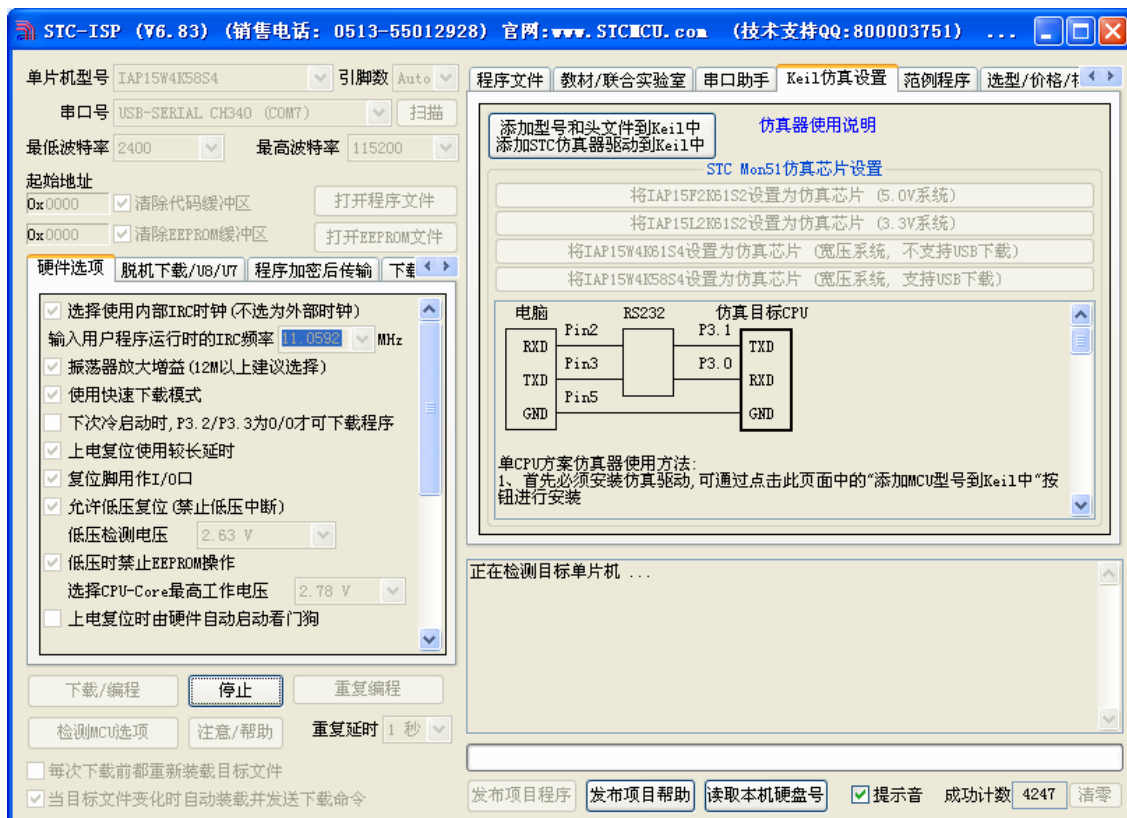 STC-ISP (V6.83) (销售电话: 0513-55012928) 官网:www.STCMCU.com (技术支持QQ:800003751) ...
单片机型号 IAP15W4K58S4 引脚数 Auto
串口号 USB-SERIAL CH340 (COM7) 扫描
最低波特率 2400 最高波特率 115200
起始地址
0x0000 清除代码缓冲区 打开程序文件
0x0000 清除EEPROM缓冲区 打开EEPROM文件
硬件选项 脱机下载/U8/U7 程序加密后传输
选择使用内部IRC时钟(不选为外部时钟)
输入用户程序运行时的IRC频率 11.0592 MHz
振荡器放大增益(12M以上建议选择)
使用快速下载模式
下次冷启动时,P3.2/P3.3为0/0才可下载程序
上电复位使用较长延时
复位脚用作I/O口
允许低压复位(禁止低压中断)
低压检测电压 2.63 V
低压时禁止EEPROM操作
选择CPU-Core最高工作电压 2.78 V
上电复位时由硬件自动启动看门狗
下载/编程 停止 重复编程
检测MCU选项 注意/帮助 重复延时 1 秒
每次下载前都重新装载目标文件
当目标文件变化时自动装载并发送下载命令
程序文件 教材/联合实验室 串口助手 Keil仿真设置 范例程序 选型/价格/
添加型号和头文件到Keil中
添加STC仿真器驱动到Keil中
仿真器使用说明
STC Mon51仿真芯片设置
将IAP15F2K61S2设置为仿真芯片 (5.0V系统)
将IAP15L2K61S2设置为仿真芯片 (3.3V系统)
将IAP15W4K61S4设置为仿真芯片 (宽压系统, 不支持USB下载)
将IAP15W4K58S4设置为仿真芯片 (宽压系统, 支持USB下载)
电脑 RS232 仿真目标CPU
Pin2 P3.1
RXD TXD
Pin3 P3.0
TXD RXD
Pin5
GND GND
单CPU方案仿真器使用方法:
1、首先必须安装仿真驱动,可通过点击此页面中的“添加MCU型号到Keil中”按
钮进行安装
正在检测目标单片机 ...
发布项目程序 发布项目帮助 读取本机硬盘号 提示音 成功计数 4247 清零